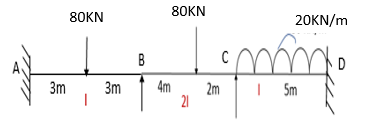 80KN 80KN 20KN/m
A B C D
3m 3m 4m 2m 5m
I 2I I